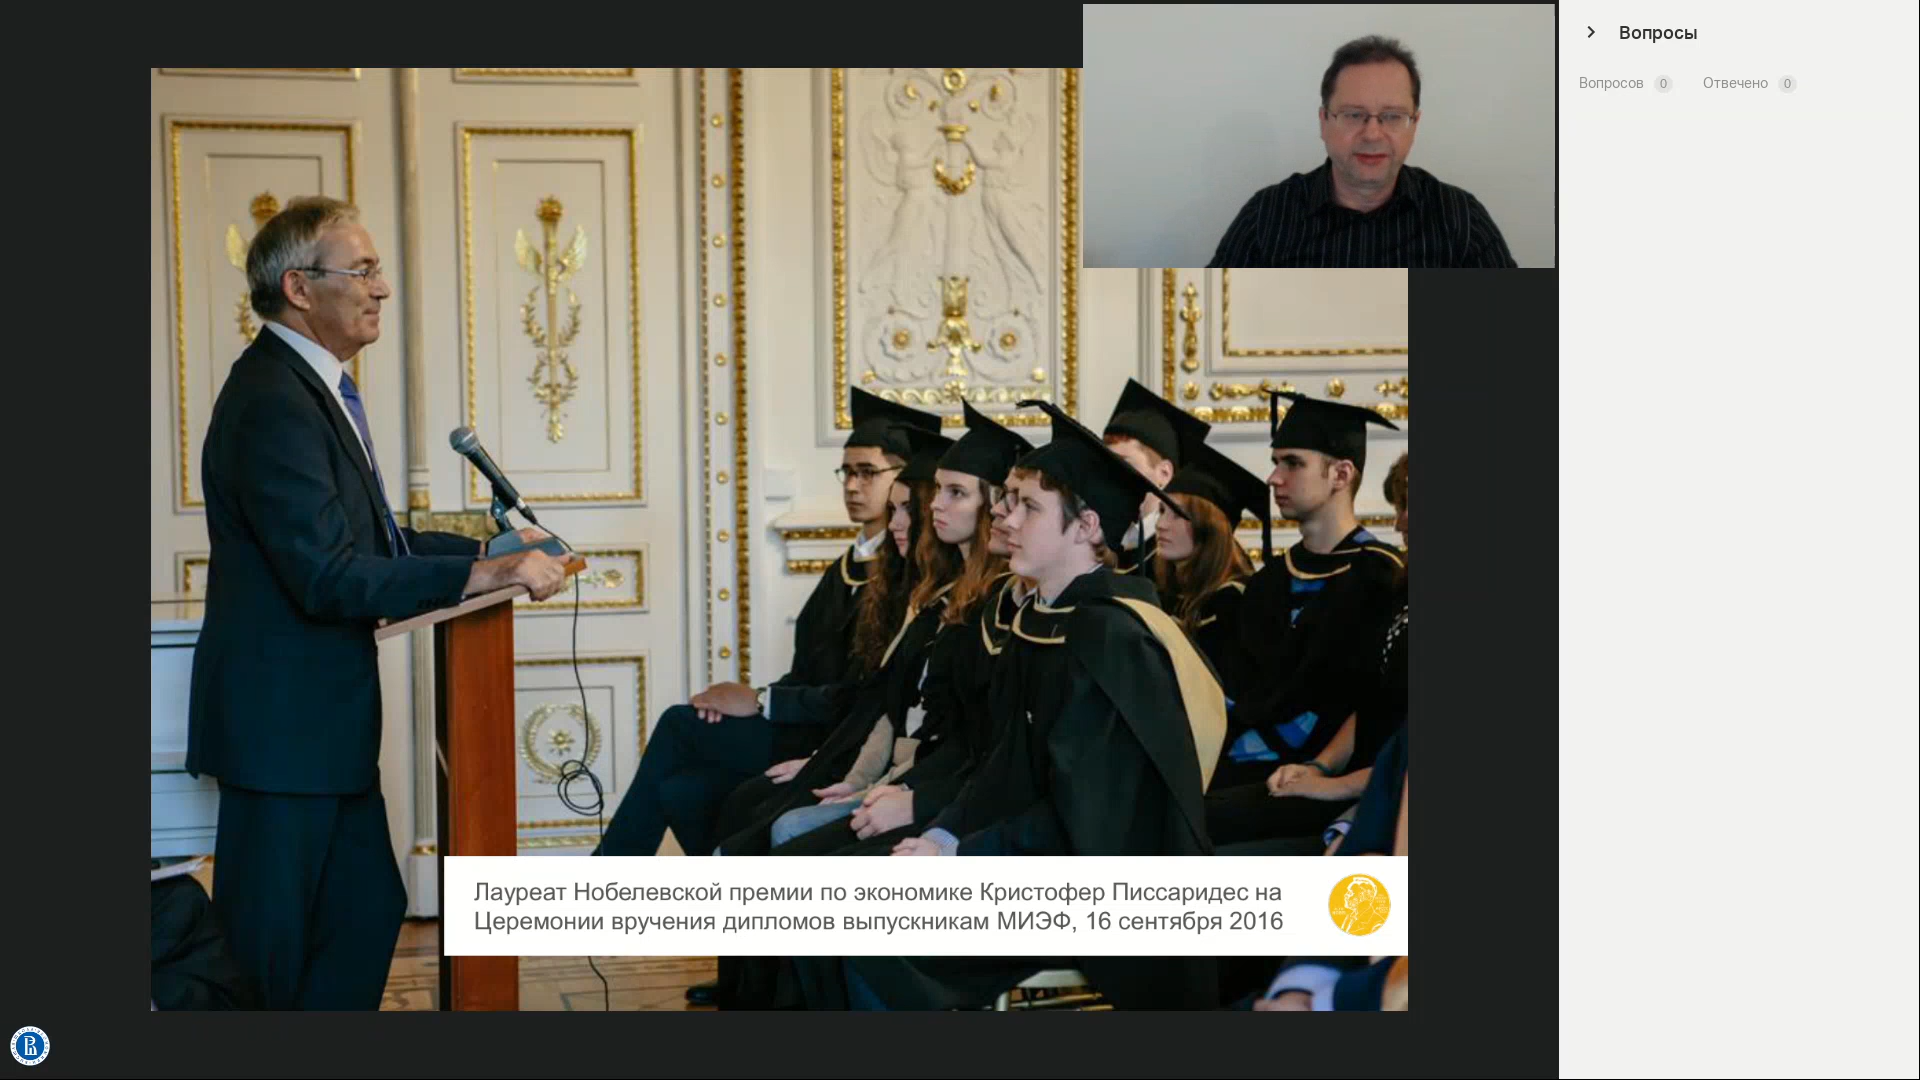 Вопросы
Вопросов 0 Отвечено 0
Лауреат Нобелевской премии по экономике Кристофер Писсаридес на
Церемонии вручения дипломов выпускникам МИЭФ, 16 сентября 2016